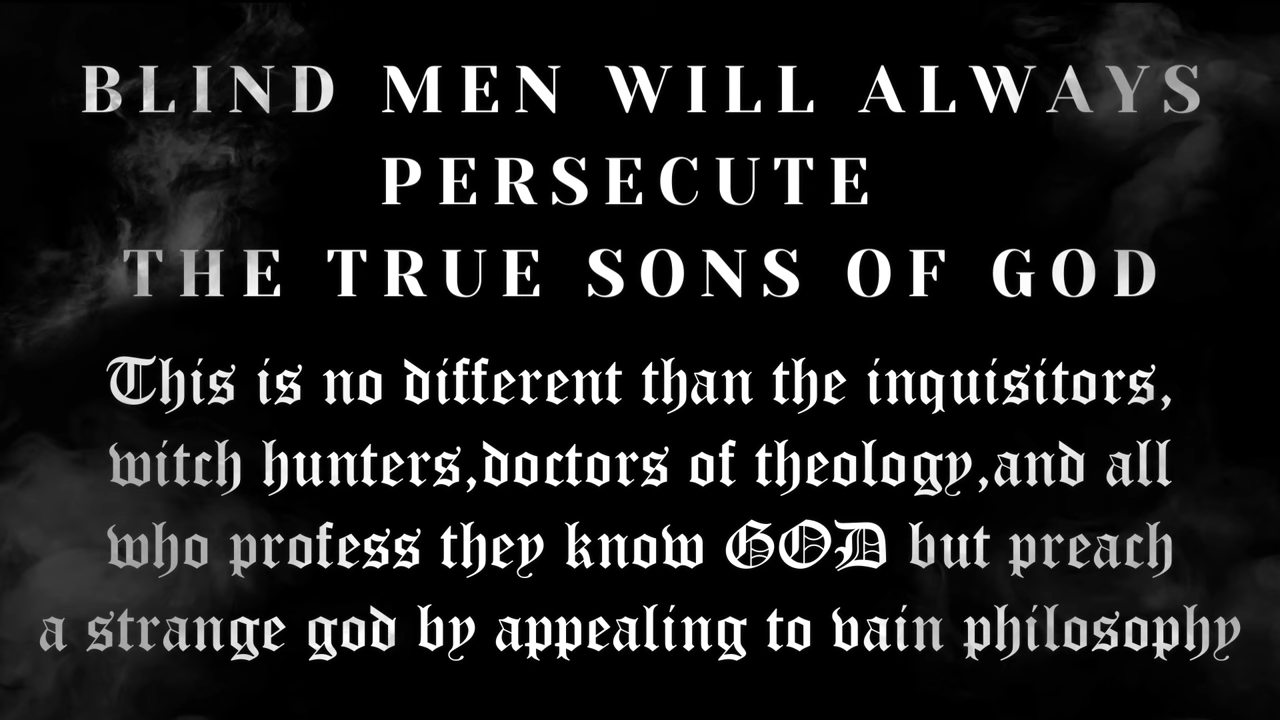 BLIND MEN WILL ALWAYS
PERSECUTE
THE TRUE SONS OF GOD
This is no different than the inquisitors,
witch hunters,doctors of theology,and all
who profess they know GOD but preach
a strange god by appealing to vain philosophy